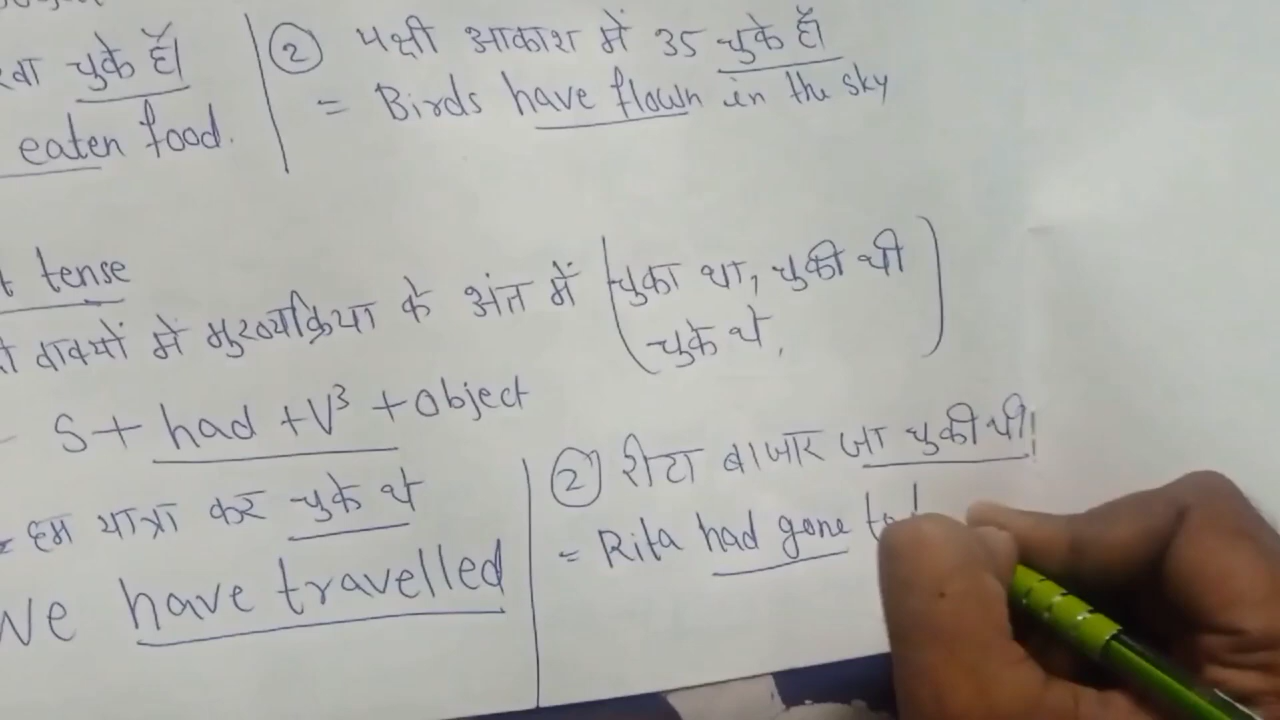 खा चुके हैं।
eaten food.
② पक्षी आकाश में उड़ चुके हैं
= Birds have flown in the sky
tense
वाक्यों में मुख्यक्रिया के अंत में (चुका था, चुकी थी
चुके थे, )
S + had + V³ + object
= हम यात्रा कर चुके थे
We have travelled
② रीटा बाजार जा चुकी थी।
= Rita had gone to